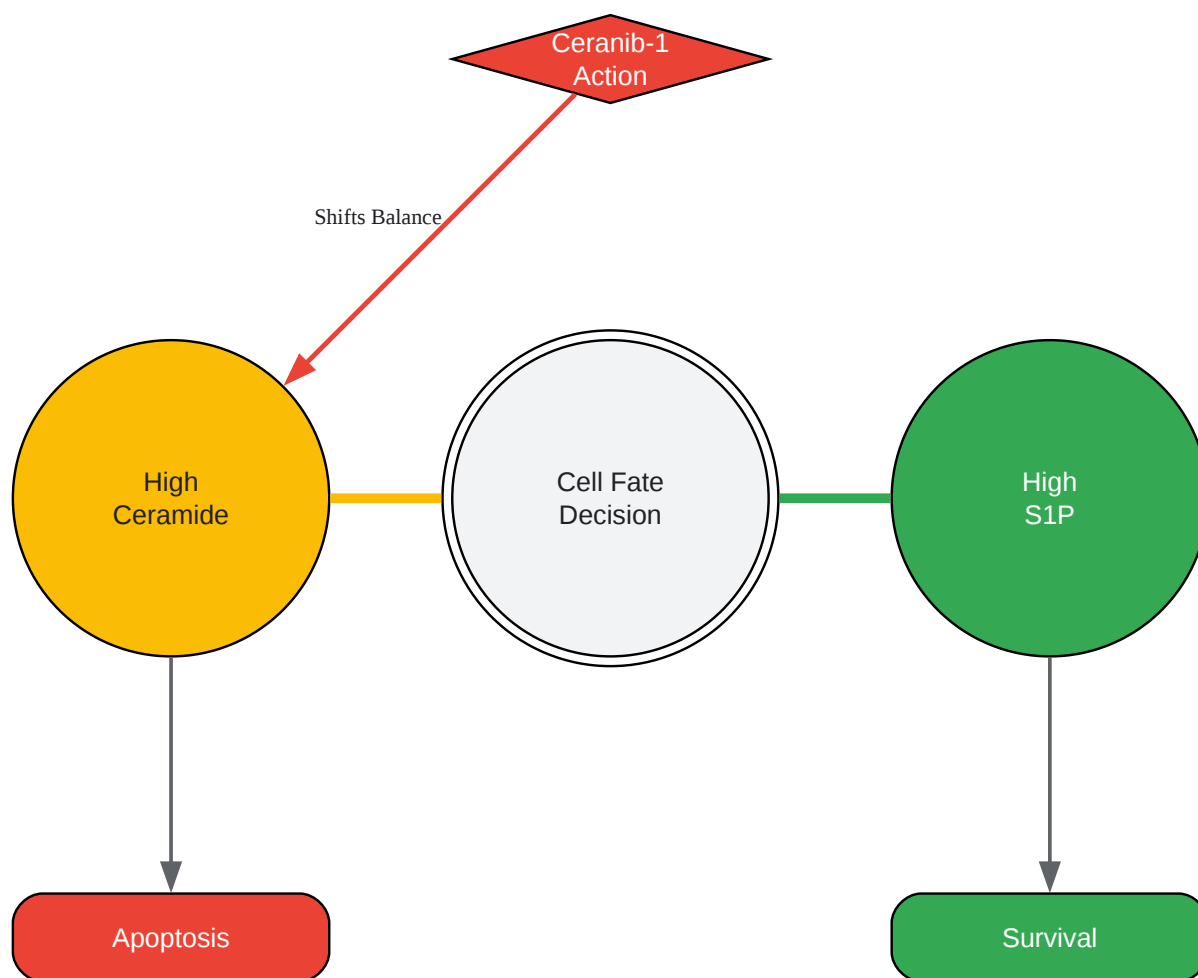 Ceranib-1
Action
Shifts Balance
High
Ceramide
Cell Fate
Decision
High
S1P
Apoptosis
Survival